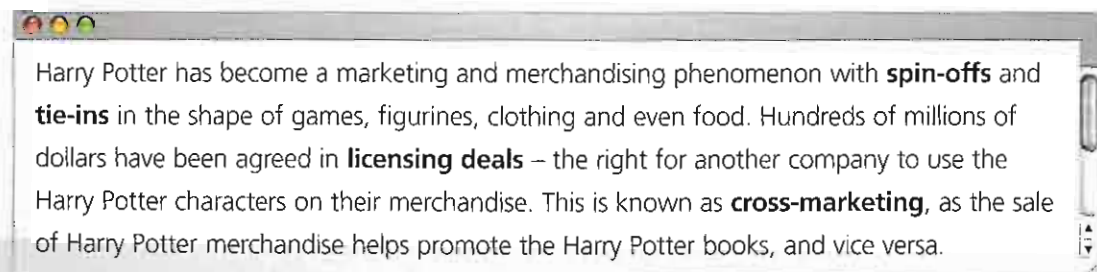 Harry Potter has become a marketing and merchandising phenomenon with spin-offs and
tie-ins in the shape of games, figurines, clothing and even food. Hundreds of millions of
dollars have been agreed in licensing deals – the right for another company to use the
Harry Potter characters on their merchandise. This is known as cross-marketing, as the sale
of Harry Potter merchandise helps promote the Harry Potter books, and vice versa.